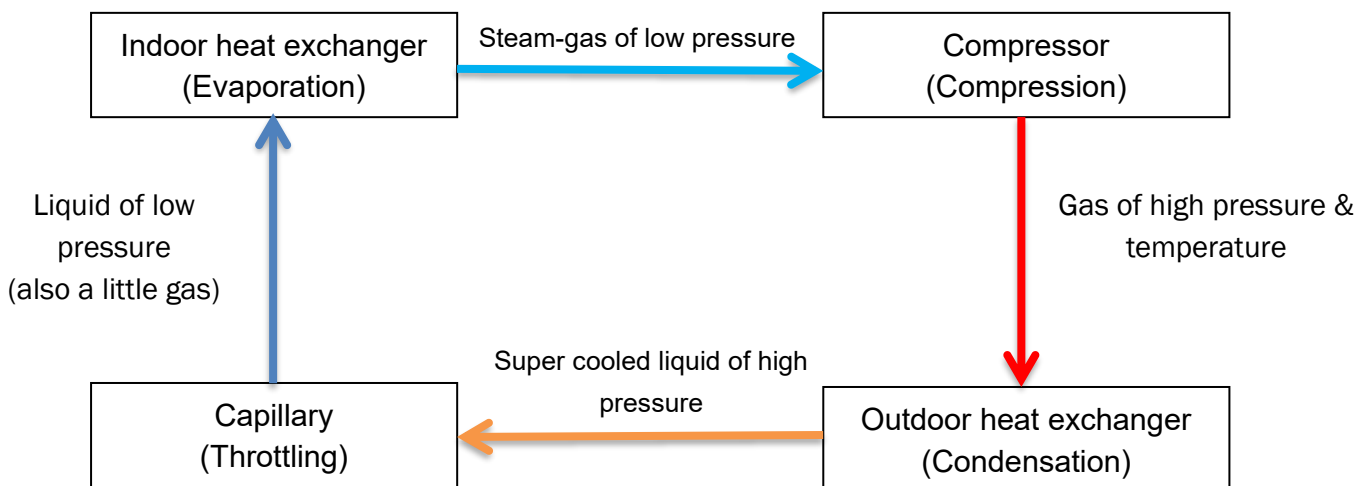 Indoor heat exchanger
(Evaporation)
Steam-gas of low pressure
Compressor
(Compression)
Liquid of low
pressure
(also a little gas)
Gas of high pressure &
temperature
Super cooled liquid of high
pressure
Capillary
(Throttling)
Outdoor heat exchanger
(Condensation)